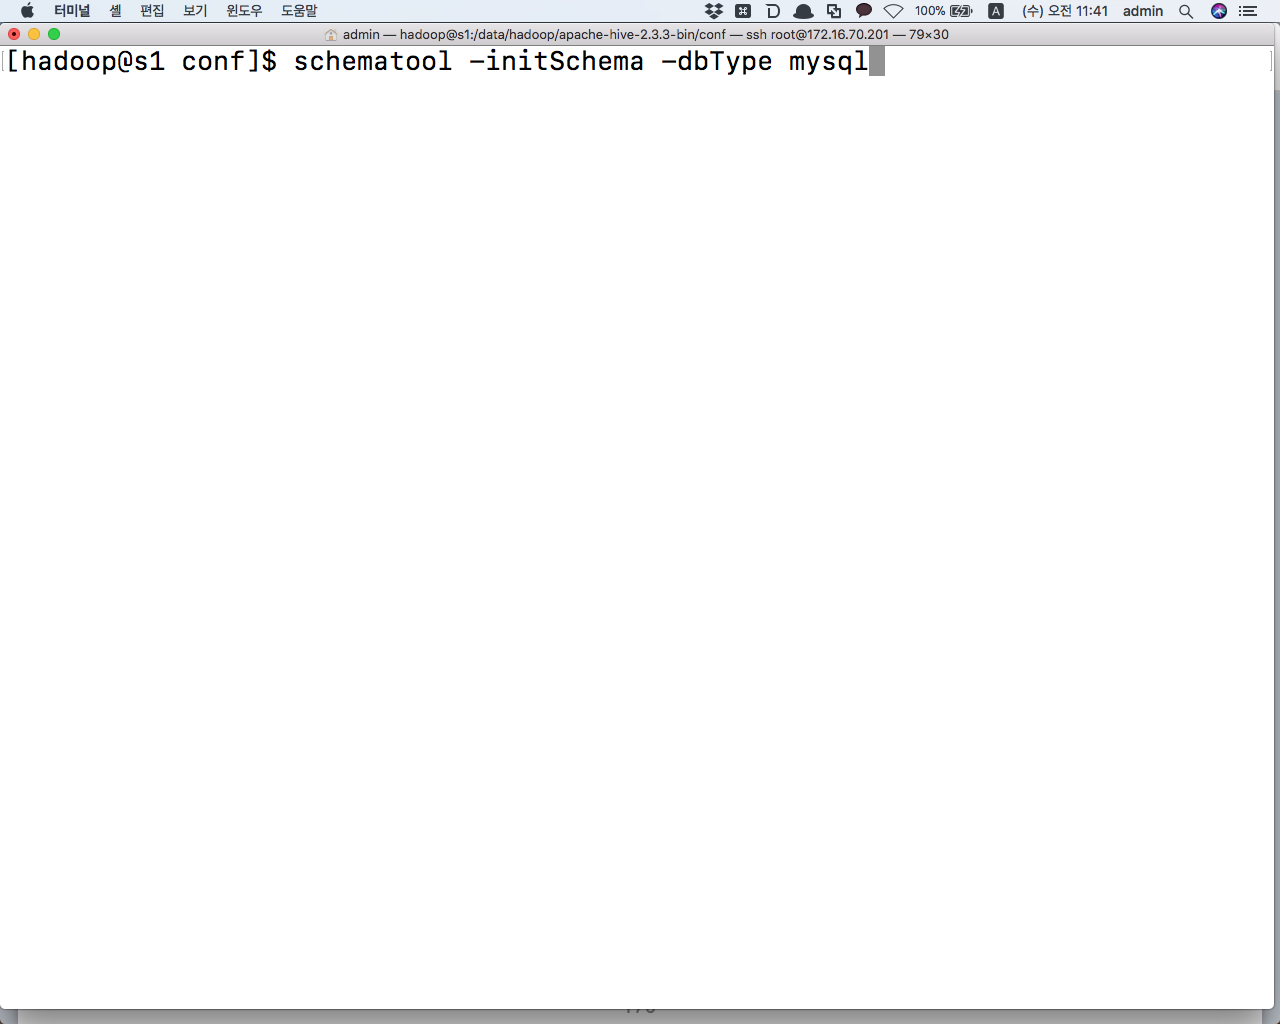 터미널 셸 편집 보기 윈도우 도움말 100% A (수) 오전 11:41 admin
admin — hadoop@s1:/data/hadoop/apache-hive-2.3.3-bin/conf — ssh root@172.16.70.201 — 79×30
[hadoop@s1 conf]$ schematool -initSchema -dbType mysql